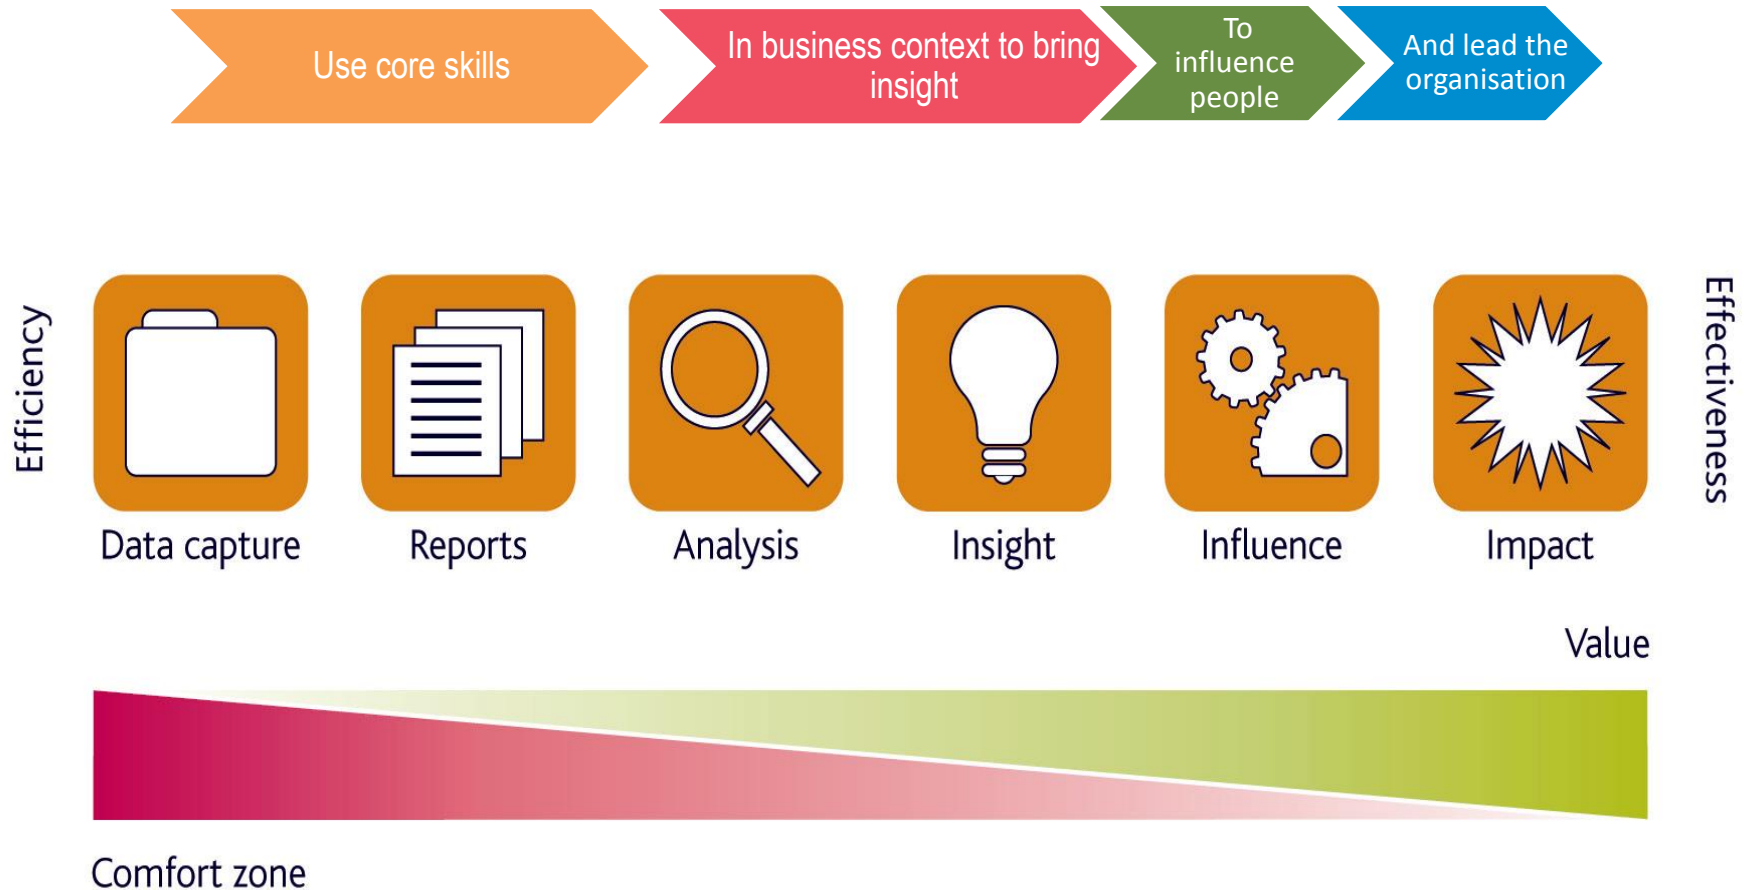 Use core skills
In business context to bring
insight
To
influence
people
And lead the
organisation
Efficiency
Effectiveness
Data capture
Reports
Analysis
Insight
Influence
Impact
Value
Comfort zone